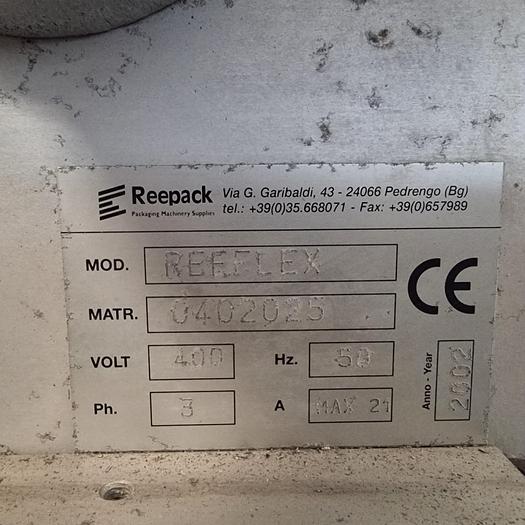 Reepack
Packaging Machinery Supplies
Via G. Garibaldi, 43 - 24066 Pedrengo (Bg)
tel.: +39(0)35.668071 - Fax: +39(0)657989
MOD. REEFLEX
MATR. 0402025
CE
VOLT 400 Hz. 50
Ph. 3 A MAX 21
Anno - Year 2002